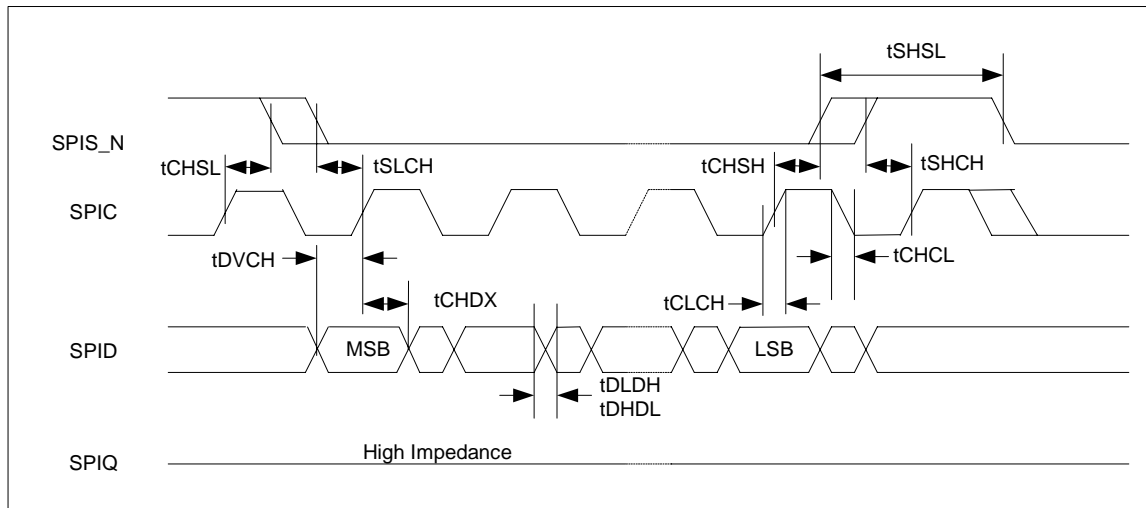 tSHSL
SPIS_N
tCHSL
tSLCH
tCHSH
tSHCH
SPIC
tDVCH
tCHCL
tCHDX
tCLCH
SPID
MSB
LSB
tDLDH
tDHDL
High Impedance
SPIQ